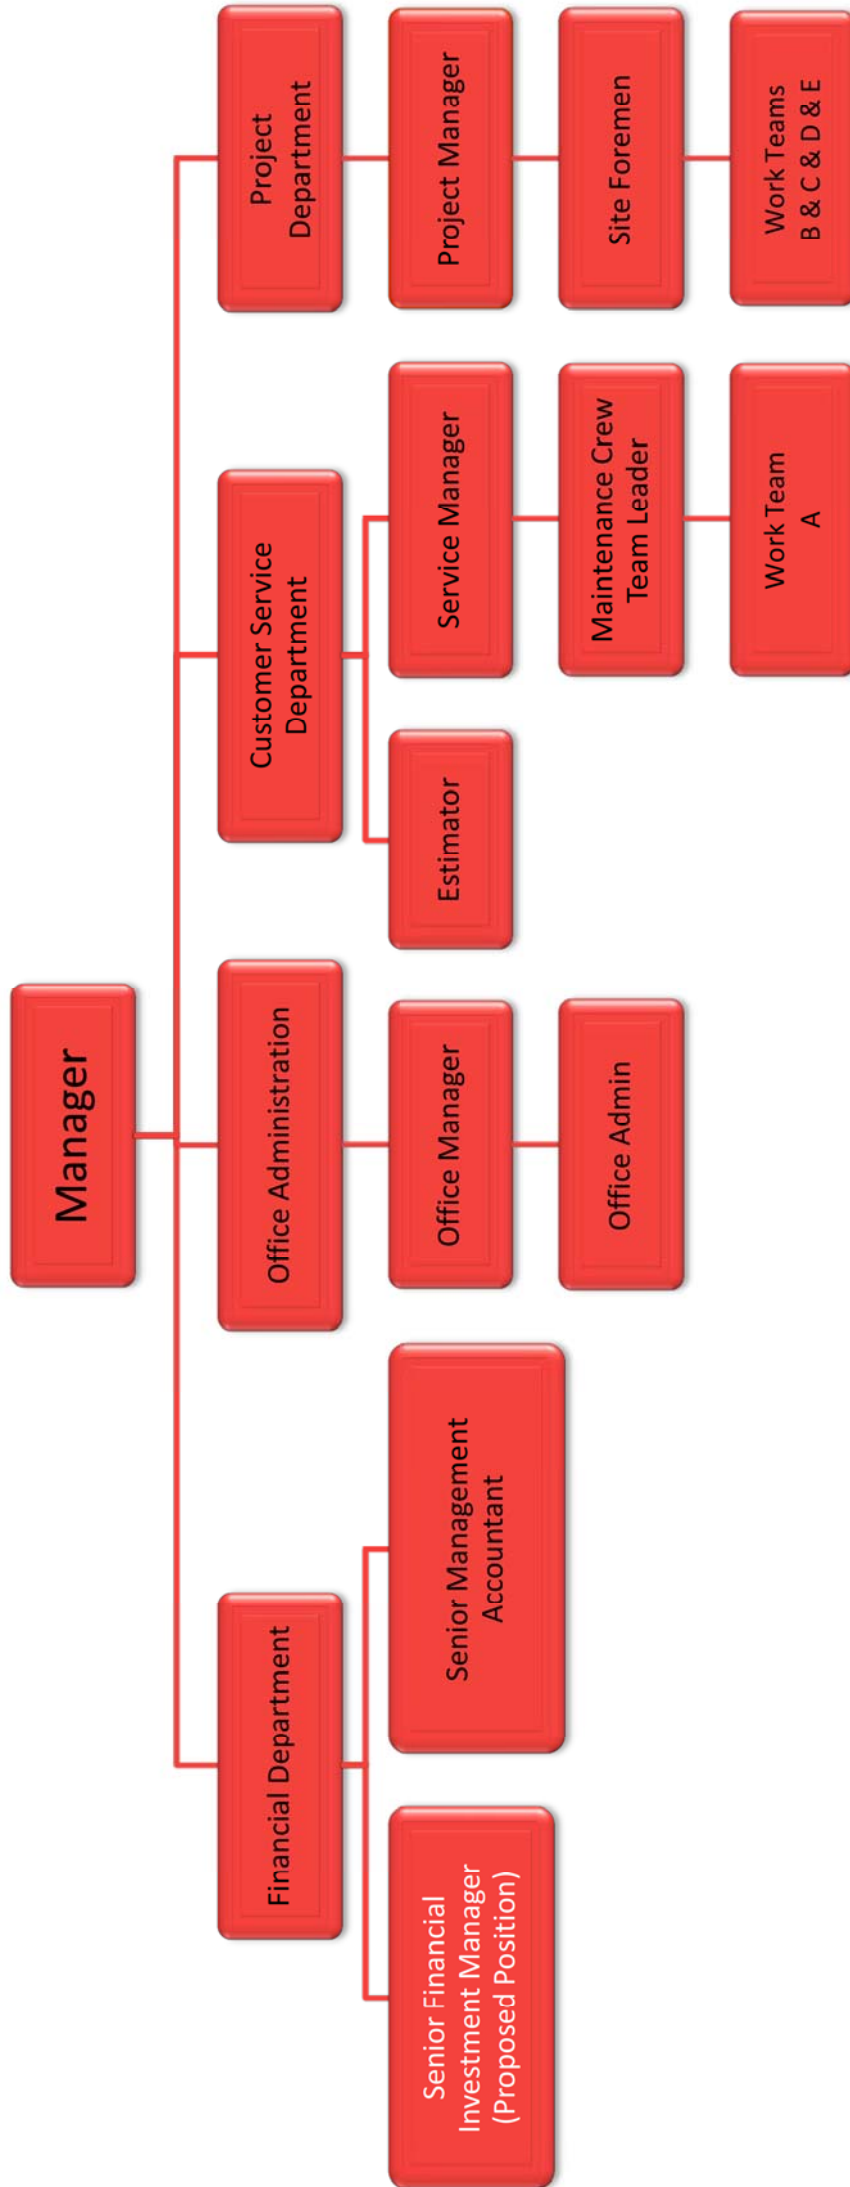 Manager
Financial Department
Office Administration
Customer Service
Department
Project
Department
Senior Financial
Investment Manager
(Proposed Position)
Senior Management
Accountant
Office Manager
Estimator
Service Manager
Project Manager
Office Admin
Maintenance Crew
Team Leader
Site Foremen
Work Team
A
Work Teams
B & C & D & E